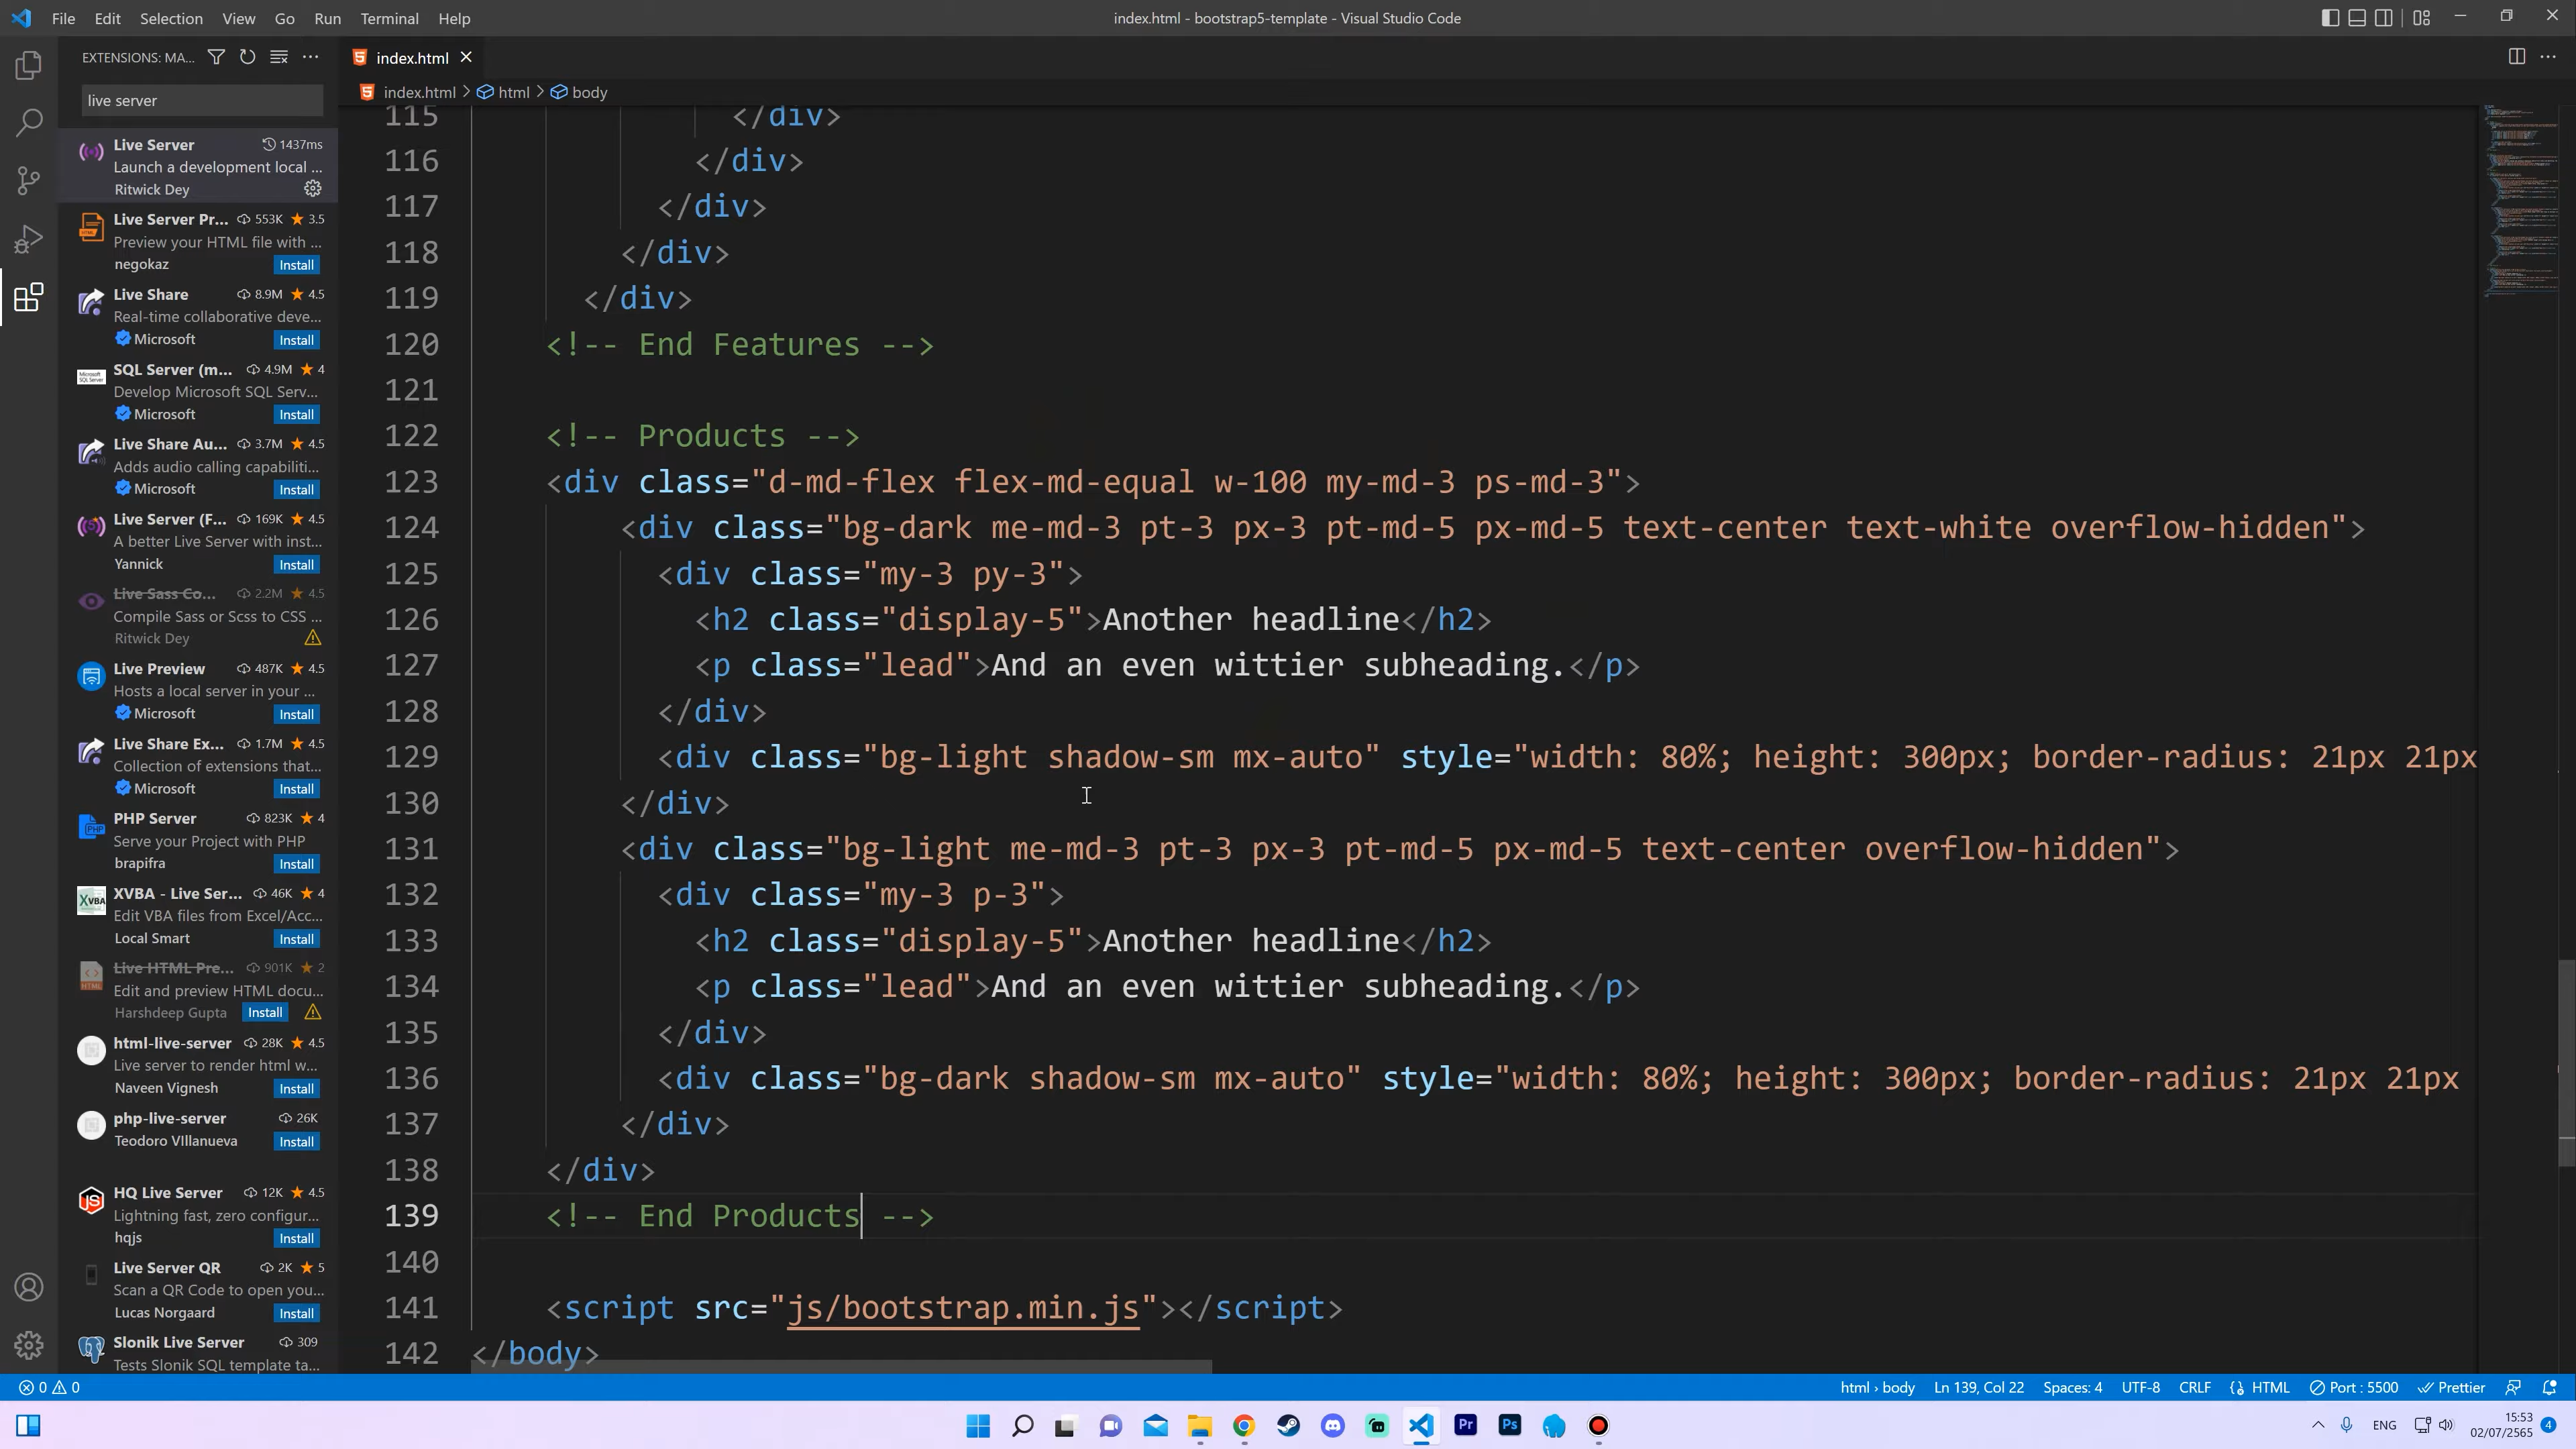 File Edit Selection View Go Run Terminal Help
index.html - bootstrap5-template - Visual Studio Code
EXTENSIONS: MA...
live server
Live Server 1437ms
Launch a development local ...
Ritwick Dey
Live Server Pr... 553K 3.5
Preview your HTML file with ...
negokaz Install
Live Share 8.9M 4.5
Real-time collaborative deve...
Microsoft Install
SQL Server (m... 4.9M 4
Develop Microsoft SQL Serv...
Microsoft Install
Live Share Au... 3.7M 4.5
Adds audio calling capabiliti...
Microsoft Install
Live Server (F... 169K 4.5
A better Live Server with inst...
Yannick Install
Live Sass Co... 2.2M 4.5
Compile Sass or Scss to CSS ...
Ritwick Dey
Live Preview 487K 4.5
Hosts a local server in your ...
Microsoft Install
Live Share Ex... 1.7M 4.5
Collection of extensions that...
Microsoft Install
PHP Server 823K 4
Serve your Project with PHP
brapifra Install
XVBA - Live Ser... 46K 4
Edit VBA files from Excel/Acc...
Local Smart Install
Live HTML Pre... 901K 2
Edit and preview HTML docu...
Harshdeep Gupta Install
html-live-server 28K 4.5
Live server to render html w...
Naveen Vignesh Install
php-live-server 26K
Teodoro VIllanueva Install
HQ Live Server 12K 4.5
Lightning fast, zero configur...
hqjs Install
Live Server QR 2K 5
Scan a QR Code to open you...
Lucas Norgaard Install
Slonik Live Server 309
Tests Slonik SQL template ta...
index.html
index.html > html > body
115 </div>
116 </div>
117 </div>
118 </div>
119 </div>
120 <!-- End Features -->
121
122 <!-- Products -->
123 <div class="d-md-flex flex-md-equal w-100 my-md-3 ps-md-3">
124 <div class="bg-dark me-md-3 pt-3 px-3 pt-md-5 px-md-5 text-center text-white overflow-hidden">
125 <div class="my-3 py-3">
126 <h2 class="display-5">Another headline</h2>
127 <p class="lead">And an even wittier subheading.</p>
128 </div>
129 <div class="bg-light shadow-sm mx-auto" style="width: 80%; height: 300px; border-radius: 21px 21px
130 </div>
131 <div class="bg-light me-md-3 pt-3 px-3 pt-md-5 px-md-5 text-center overflow-hidden">
132 <div class="my-3 p-3">
133 <h2 class="display-5">Another headline</h2>
134 <p class="lead">And an even wittier subheading.</p>
135 </div>
136 <div class="bg-dark shadow-sm mx-auto" style="width: 80%; height: 300px; border-radius: 21px 21px
137 </div>
138 </div>
139 <!-- End Products -->
140
141 <script src="js/bootstrap.min.js"></script>
142 </body>
0 0
html › body Ln 139, Col 22 Spaces: 4 UTF-8 CRLF HTML Port : 5500 Prettier
Pr Ps
ENG
15:53
02/07/2565
4